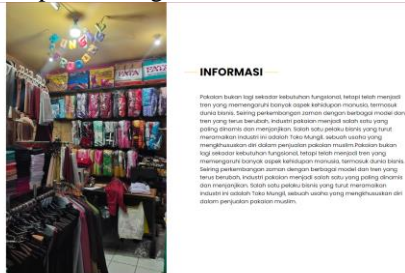 INFORMASI
Pakaian bukan lagi sekadar kebutuhan fungsional, tetapi telah menjadi
tren yang memengaruhi banyak aspek kehidupan manusia, termasuk
dunia bisnis. Seiring perkembangan zaman dengan berbagai model dan
tren yang terus berubah, industri pakaian menjadi salah satu yang
paling dinamis dan menjanjikan. Salah satu pelaku bisnis yang turut
meramaikan industri ini adalah Toko Mungil, sebuah usaha yang
mengkhususkan diri dalam penjualan pakaian muslim.Pakaian bukan
lagi sekadar kebutuhan fungsional, tetapi telah menjadi tren yang
memengaruhi banyak aspek kehidupan manusia, termasuk dunia bisnis.
Seiring perkembangan zaman dengan berbagai model dan tren yang
terus berubah, industri pakaian menjadi salah satu yang paling dinamis
dan menjanjikan. Salah satu pelaku bisnis yang turut meramaikan
industri ini adalah Toko Mungil, sebuah usaha yang mengkhususkan diri
dalam penjualan pakaian muslim.